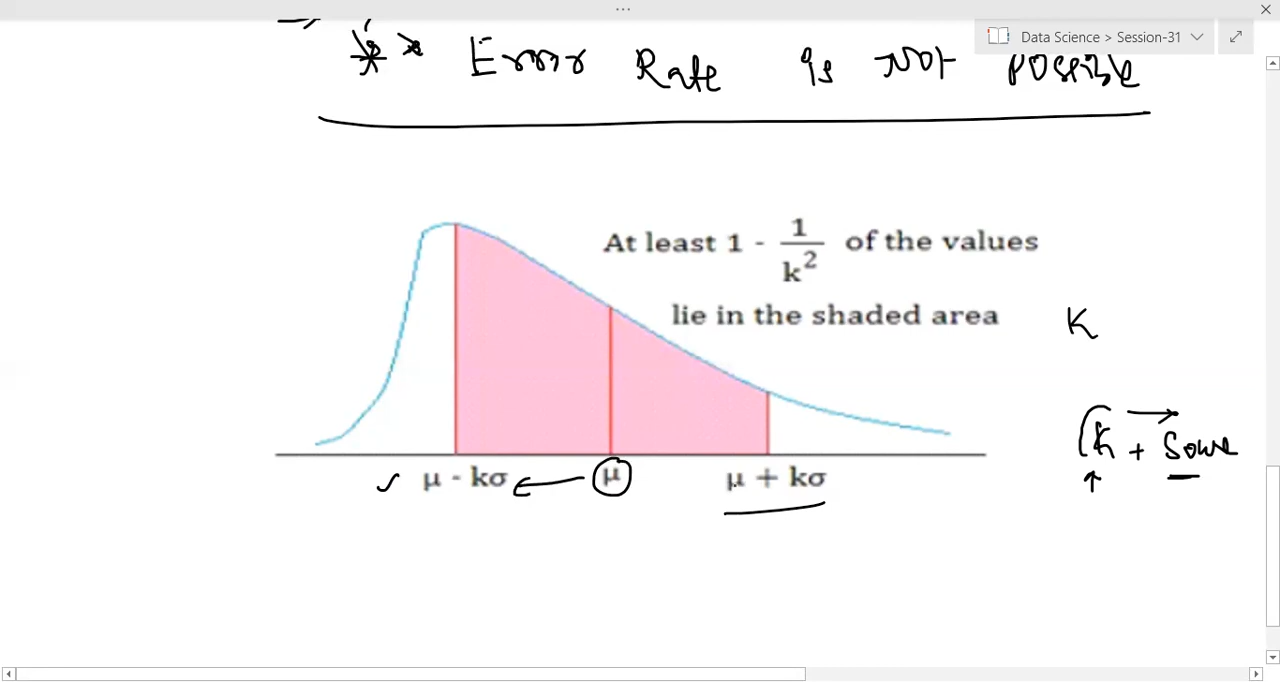 ...
Data Science > Session-31
** Error Rate is Not Possible
At least 1 - 1/k² of the values
lie in the shaded area
K
(k +
μ - kσ μ μ + kσ